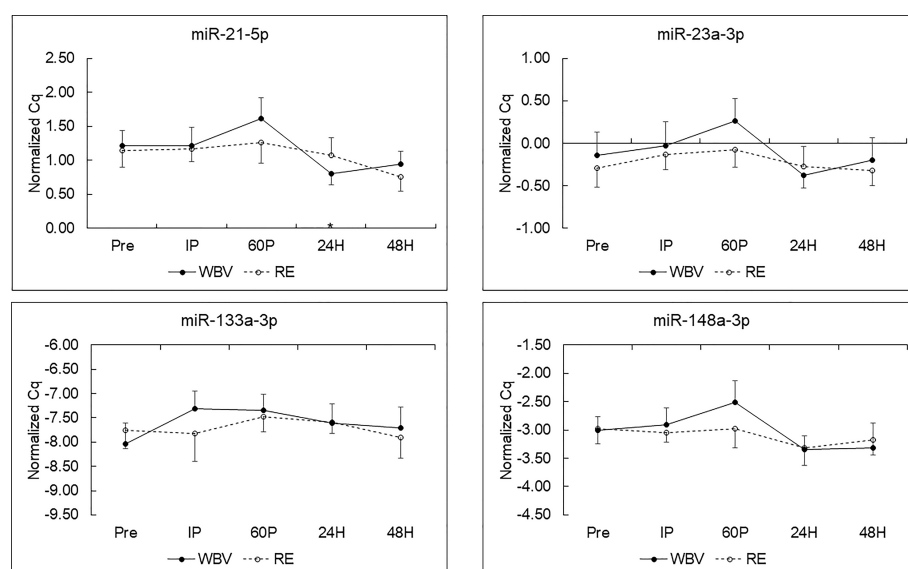 miR-21-5p
2.50
2.00
1.50
1.00
0.50
0.00
Normalized Cq
*
Pre IP 60P 24H 48H
WBV RE
miR-23a-3p
1.00
0.50
0.00
-0.50
-1.00
Normalized Cq
Pre IP 60P 24H 48H
WBV RE
miR-133a-3p
-6.00
-6.50
-7.00
-7.50
-8.00
-8.50
-9.00
-9.50
Normalized Cq
Pre IP 60P 24H 48H
WBV RE
miR-148a-3p
-1.50
-2.00
-2.50
-3.00
-3.50
-4.00
-4.50
Normalized Cq
Pre IP 60P 24H 48H
WBV RE